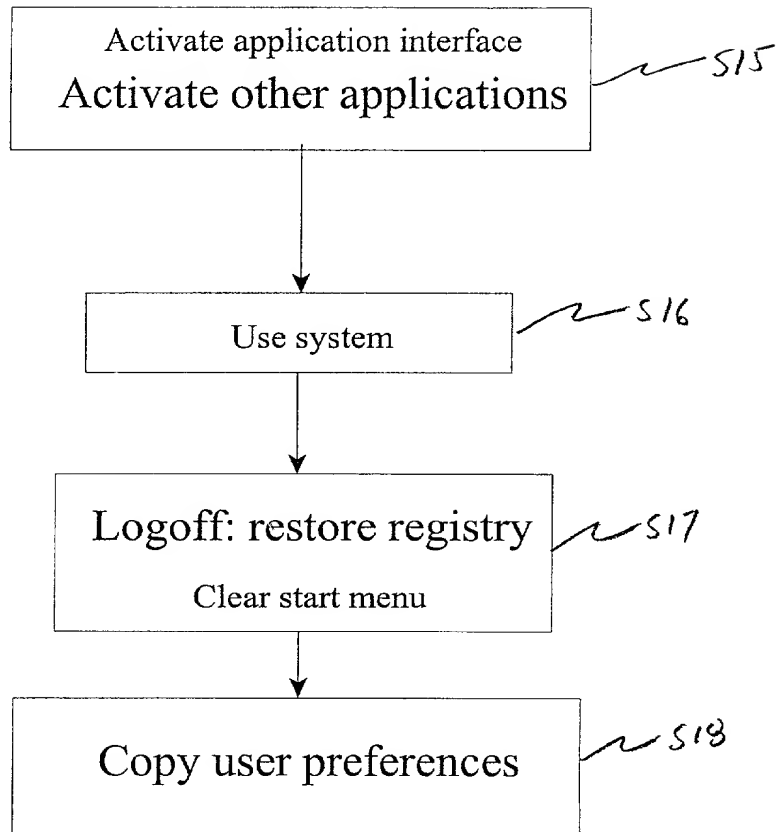 Activate application interface
Activate other applications
S15
Use system
S16
Logoff: restore registry
Clear start menu
S17
Copy user preferences
S18